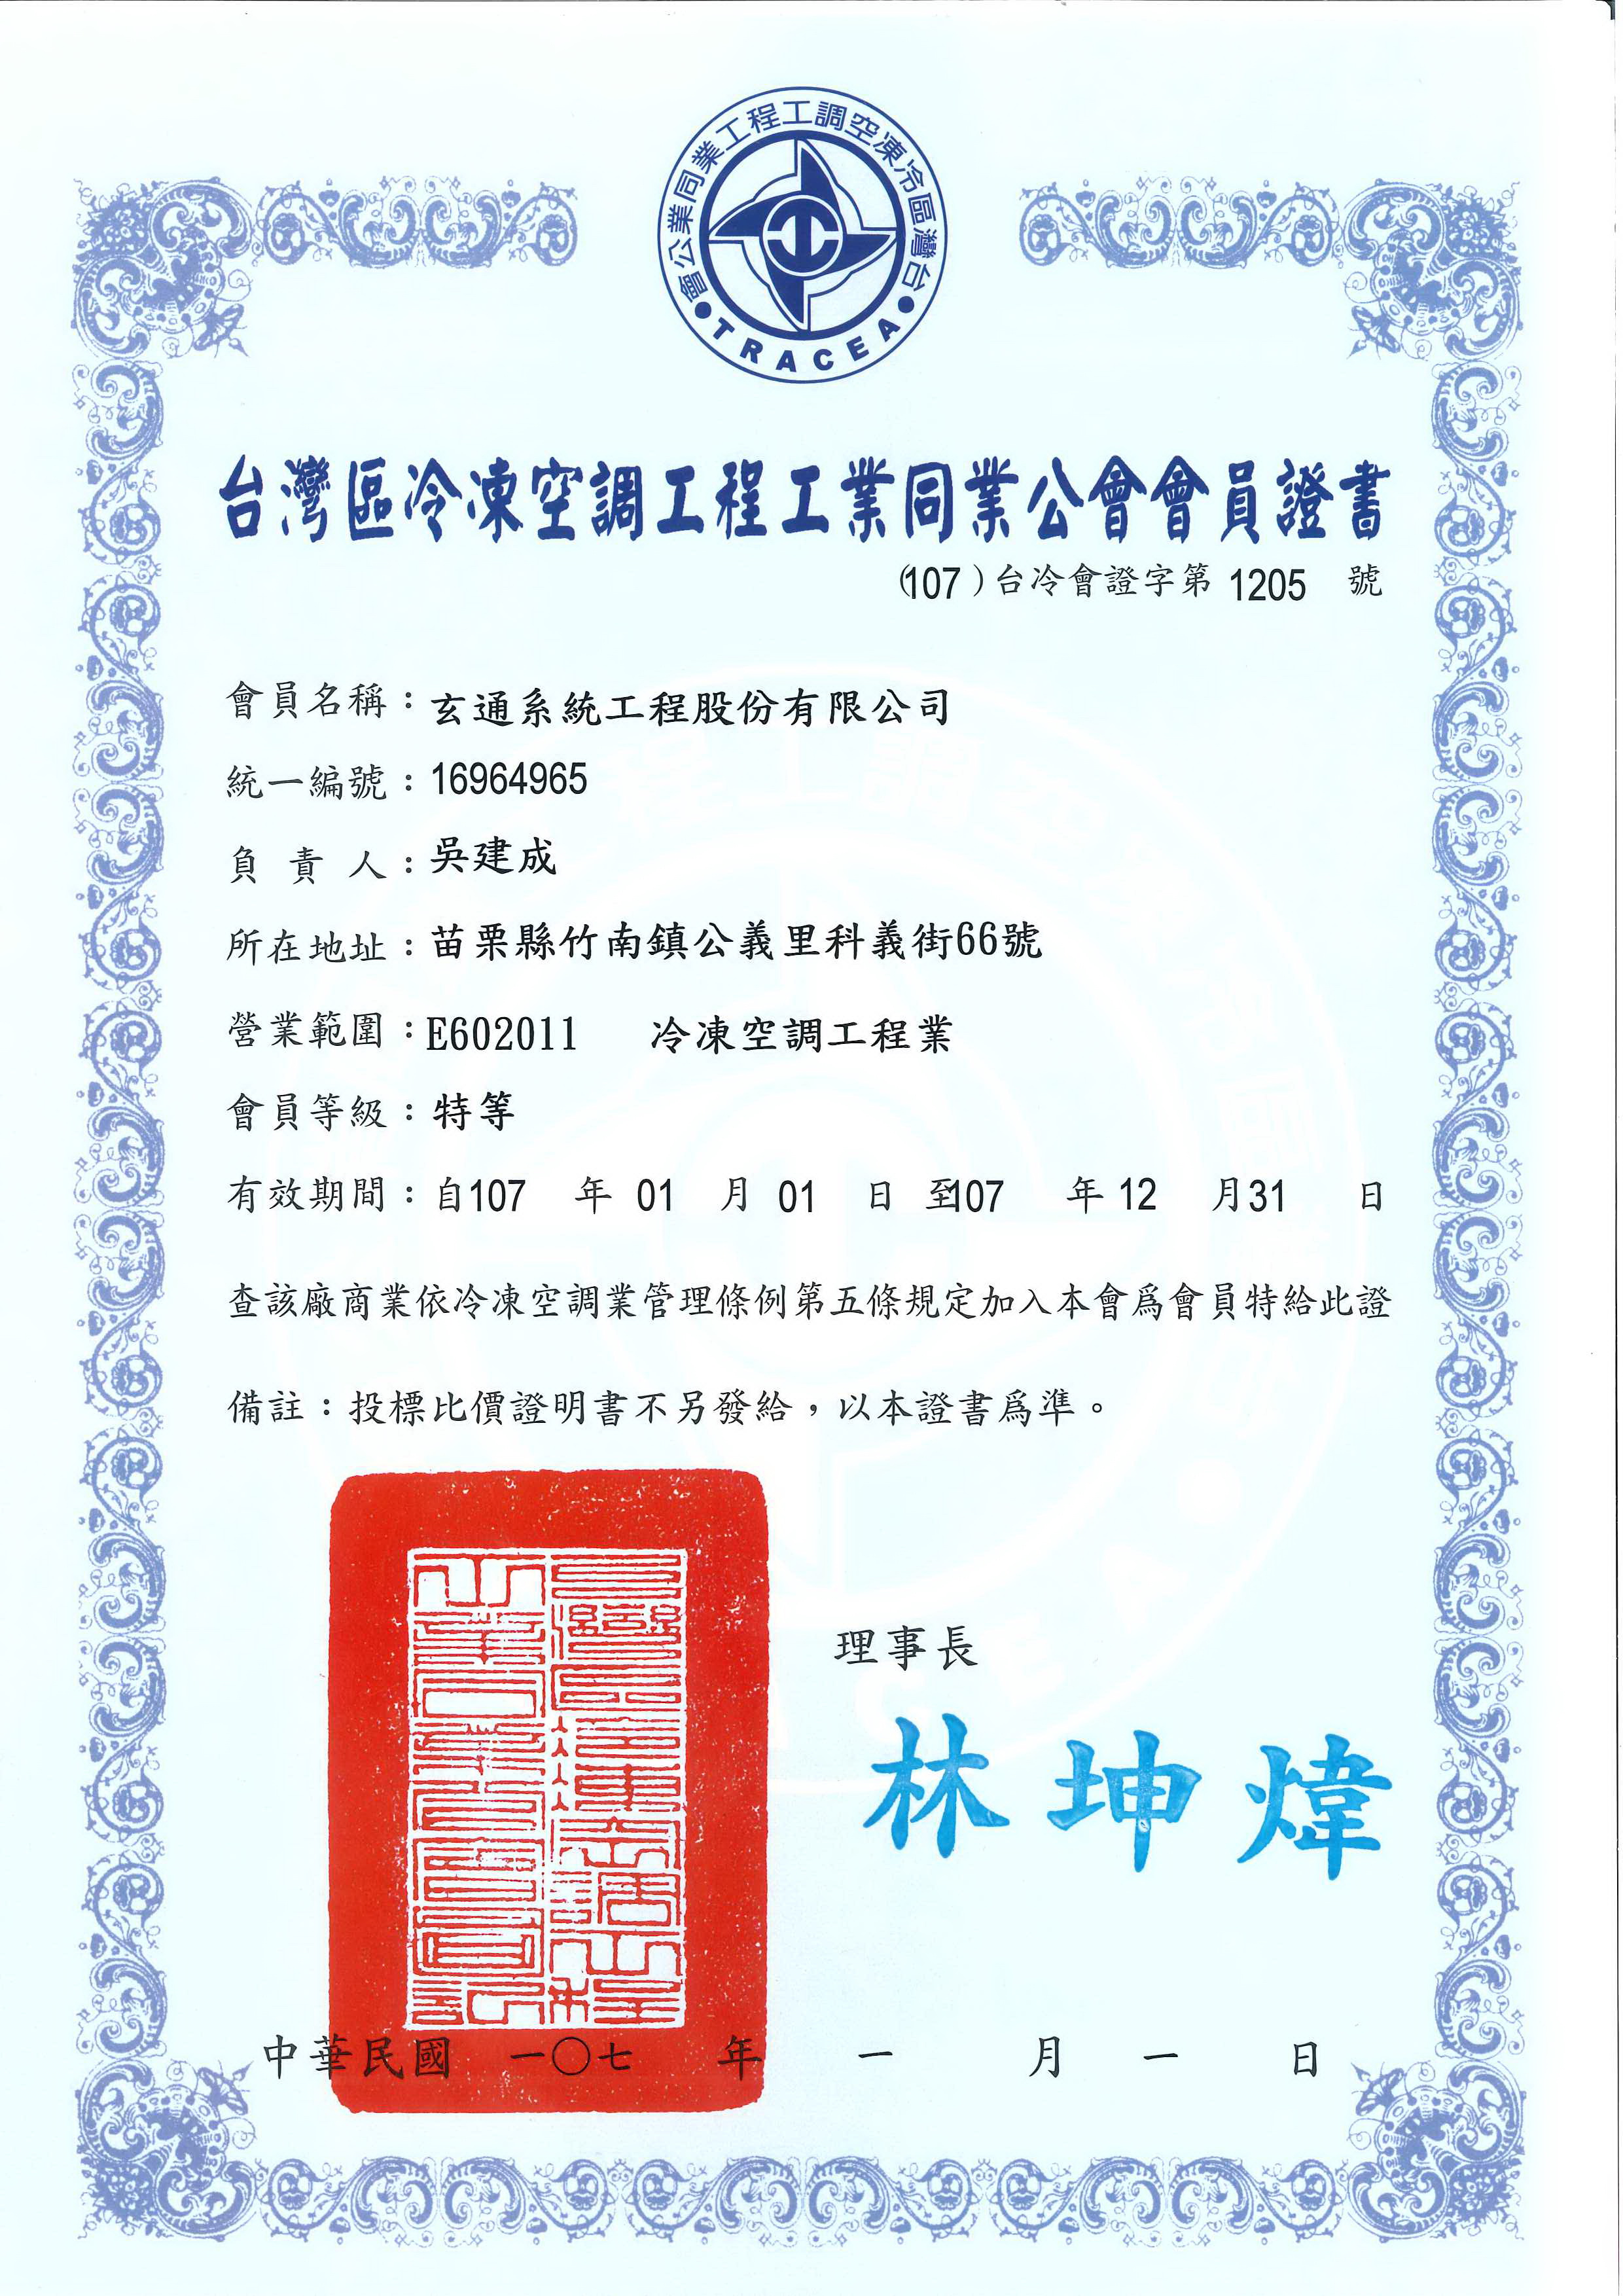 台灣區冷凍空調工程工業同業公會
TRACEA
台灣區冷凍空調工程工業同業公會會員證書
(107)台冷會證字第 1205 號
會員名稱：玄通系統工程股份有限公司
統一編號：16964965
負責人：吳建成
所在地址：苗栗縣竹南鎮公義里科義街66號
營業範圍：E602011 冷凍空調工程業
會員等級：特等
有效期間：自107 年 01 月 01 日 至107 年 12 月31 日
查該廠商業依冷凍空調業管理條例第五條規定加入本會為會員特給此證
備註：投標比價證明書不另發給，以本證書為準。
理事長
林坤煒
中華民國 一〇七 年 一 月 一 日